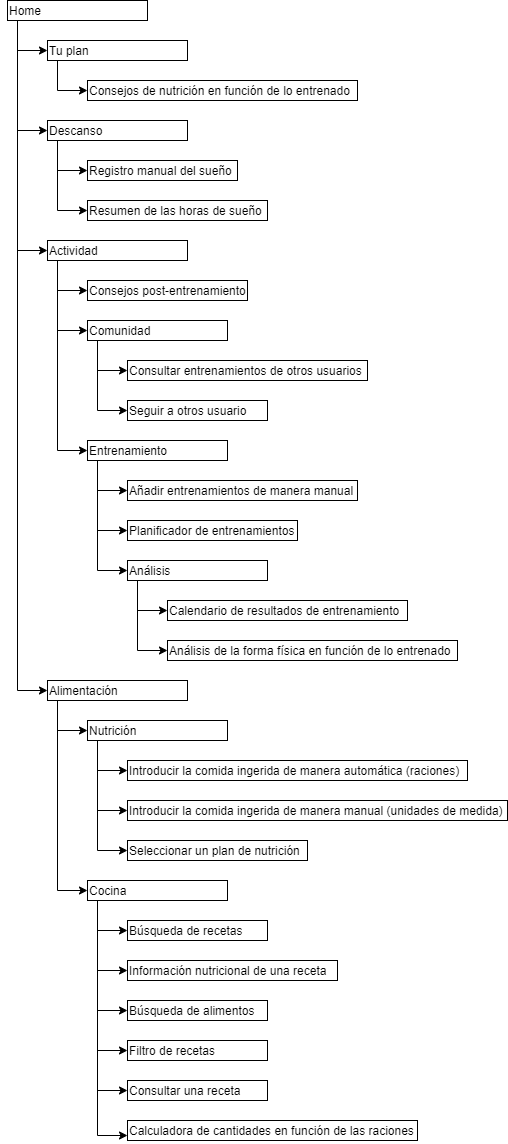 Home
Tu plan
Consejos de nutrición en función de lo entrenado
Descanso
Registro manual del sueño
Resumen de las horas de sueño
Actividad
Consejos post-entrenamiento
Comunidad
Consultar entrenamientos de otros usuarios
Seguir a otros usuario
Entrenamiento
Añadir entrenamientos de manera manual
Planificador de entrenamientos
Análisis
Calendario de resultados de entrenamiento
Análisis de la forma física en función de lo entrenado
Alimentación
Nutrición
Introducir la comida ingerida de manera automática (raciones)
Introducir la comida ingerida de manera manual (unidades de medida)
Seleccionar un plan de nutrición
Cocina
Búsqueda de recetas
Información nutricional de una receta
Búsqueda de alimentos
Filtro de recetas
Consultar una receta
Calculadora de cantidades en función de las raciones